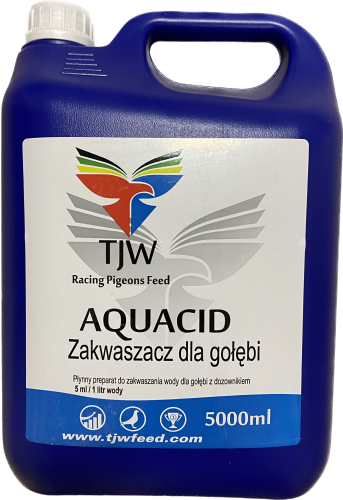 TJW
Racing Pigeons Feed
AQUACID
Zakwaszacz dla gołębi
Płynny preparat do zakwaszania wody dla gołębi z dozownikiem
5 ml / 1 litr wody
5000ml
www.tjwfeed.com